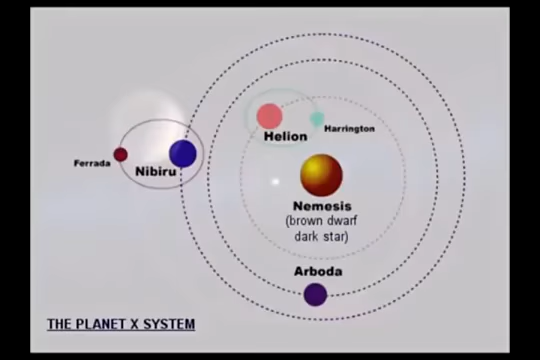 Helion
Harrington
Ferrada
Nibiru
Nemesis
(brown dwarf
dark star)
Arboda
THE PLANET X SYSTEM